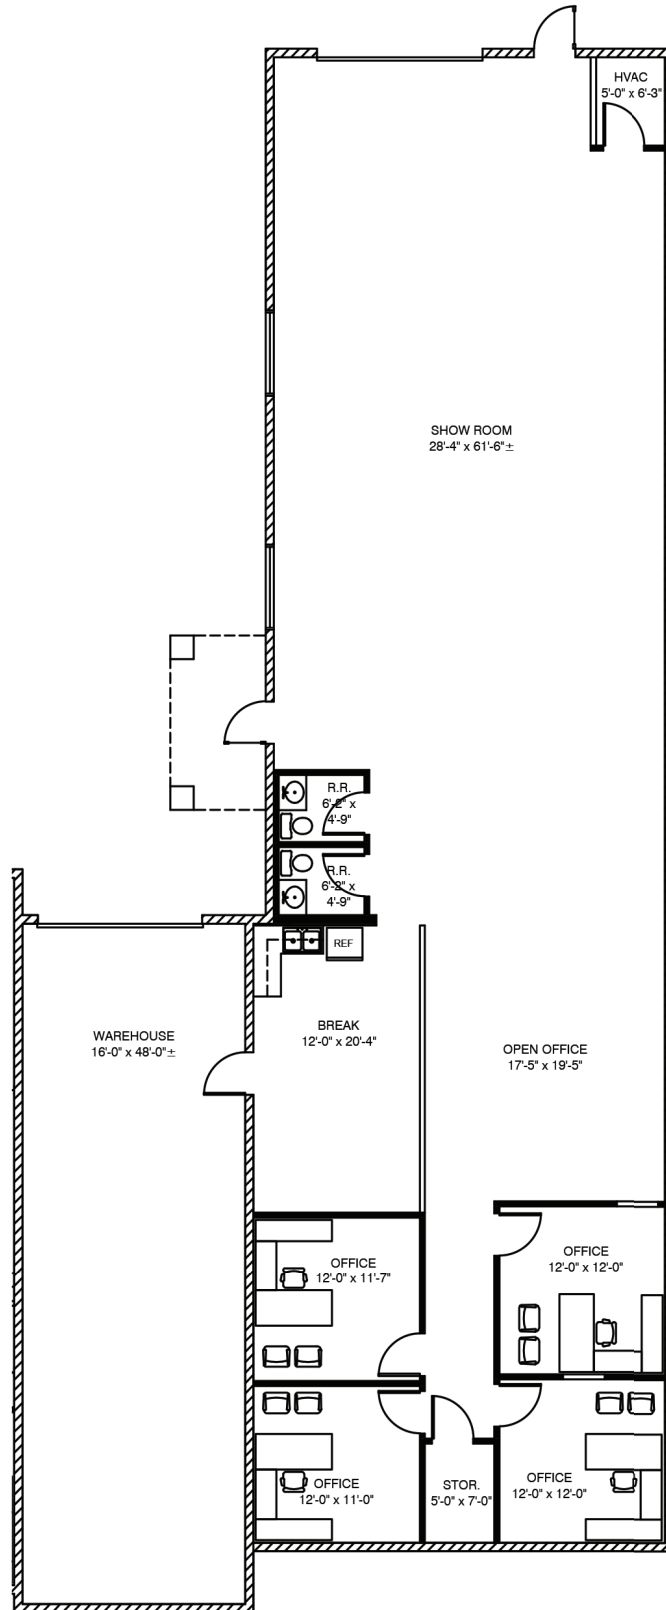 HVAC
5'-0" x 6'-3"
SHOW ROOM
28'-4" x 61'-6"±
R.R.
6'-2" x
4'-9"
R.R.
6'-2" x
4'-9"
REF
BREAK
12'-0" x 20'-4"
WAREHOUSE
16'-0" x 48'-0"±
OPEN OFFICE
17'-5" x 19'-5"
OFFICE
12'-0" x 11'-7"
OFFICE
12'-0" x 12'-0"
OFFICE
12'-0" x 11'-0"
STOR.
5'-0" x 7'-0"
OFFICE
12'-0" x 12'-0"